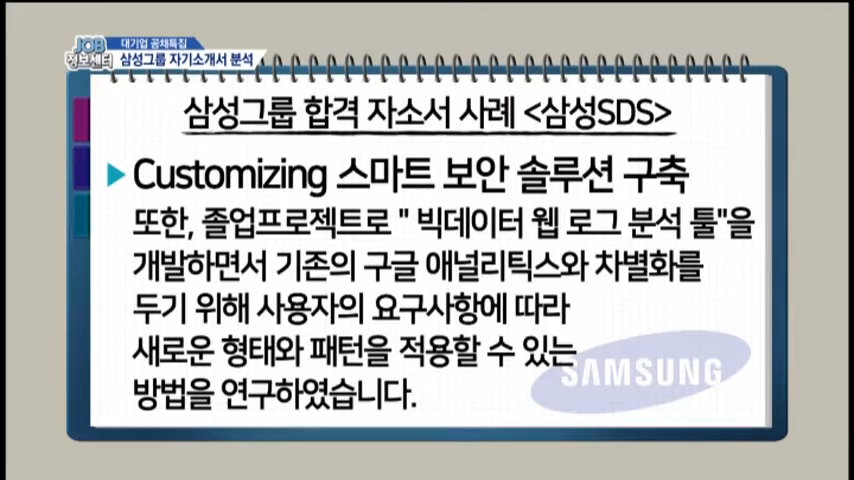 JOB
정보센터
대기업 공채특집
삼성그룹 자기소개서 분석
삼성그룹 합격 자소서 사례 <삼성SDS>
Customizing 스마트 보안 솔루션 구축
또한, 졸업프로젝트로 " 빅데이터 웹 로그 분석 툴"을
개발하면서 기존의 구글 애널리틱스와 차별화를
두기 위해 사용자의 요구사항에 따라
새로운 형태와 패턴을 적용할 수 있는
방법을 연구하였습니다.
SAMSUNG